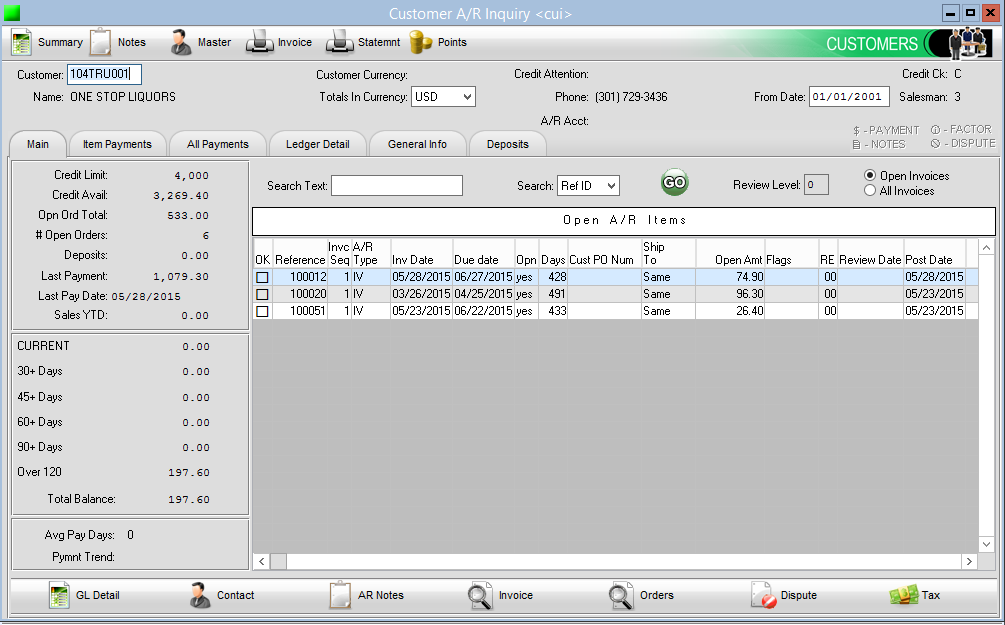 Customer A/R Inquiry <cui>
Summary Notes Master Invoice Statemnt Points CUSTOMERS
Customer: 104TRU001 Customer Currency: Credit Attention: Credit Ck: C
Name: ONE STOP LIQUORS Totals In Currency: USD Phone: (301) 729-3436 From Date: 01/01/2001 Salesman: 3
A/R Acct:
$ - PAYMENT - FACTOR
- NOTES - DISPUTE
Main Item Payments All Payments Ledger Detail General Info Deposits
Credit Limit: 4,000
Credit Avail: 3,269.40
Opn Ord Total: 533.00
# Open Orders: 6
Deposits: 0.00
Last Payment: 1,079.30
Last Pay Date: 05/28/2015
Sales YTD: 0.00
CURRENT 0.00
30+ Days 0.00
45+ Days 0.00
60+ Days 0.00
90+ Days 0.00
Over 120 197.60
Total Balance: 197.60
Avg Pay Days: 0
Pymnt Trend:
Search Text: Search: Ref ID GO Review Level: 0 Open Invoices
All Invoices
Open A/R Items
Invc A/R Ship
OK Reference Seq Type Inv Date Due date Opn Days Cust PO Num To Open Amt Flags RE Review Date Post Date
100012 1 IV 05/28/2015 06/27/2015 yes 428 Same 74.90 00 05/28/2015
100020 1 IV 03/26/2015 04/25/2015 yes 491 Same 96.30 00 05/23/2015
100051 1 IV 05/23/2015 06/22/2015 yes 433 Same 26.40 00 05/23/2015
GL Detail Contact AR Notes Invoice Orders Dispute Tax